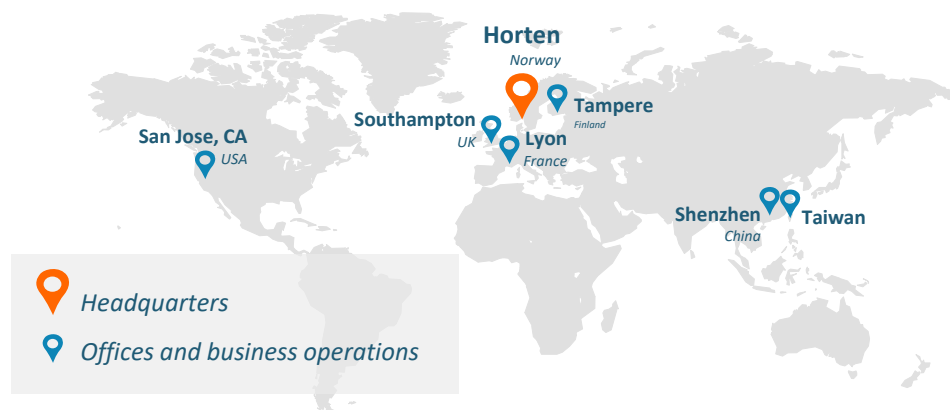 Horten
Norway
Tampere
Finland
Southampton
UK
Lyon
France
San Jose, CA
USA
Shenzhen
China
Taiwan
Headquarters
Offices and business operations